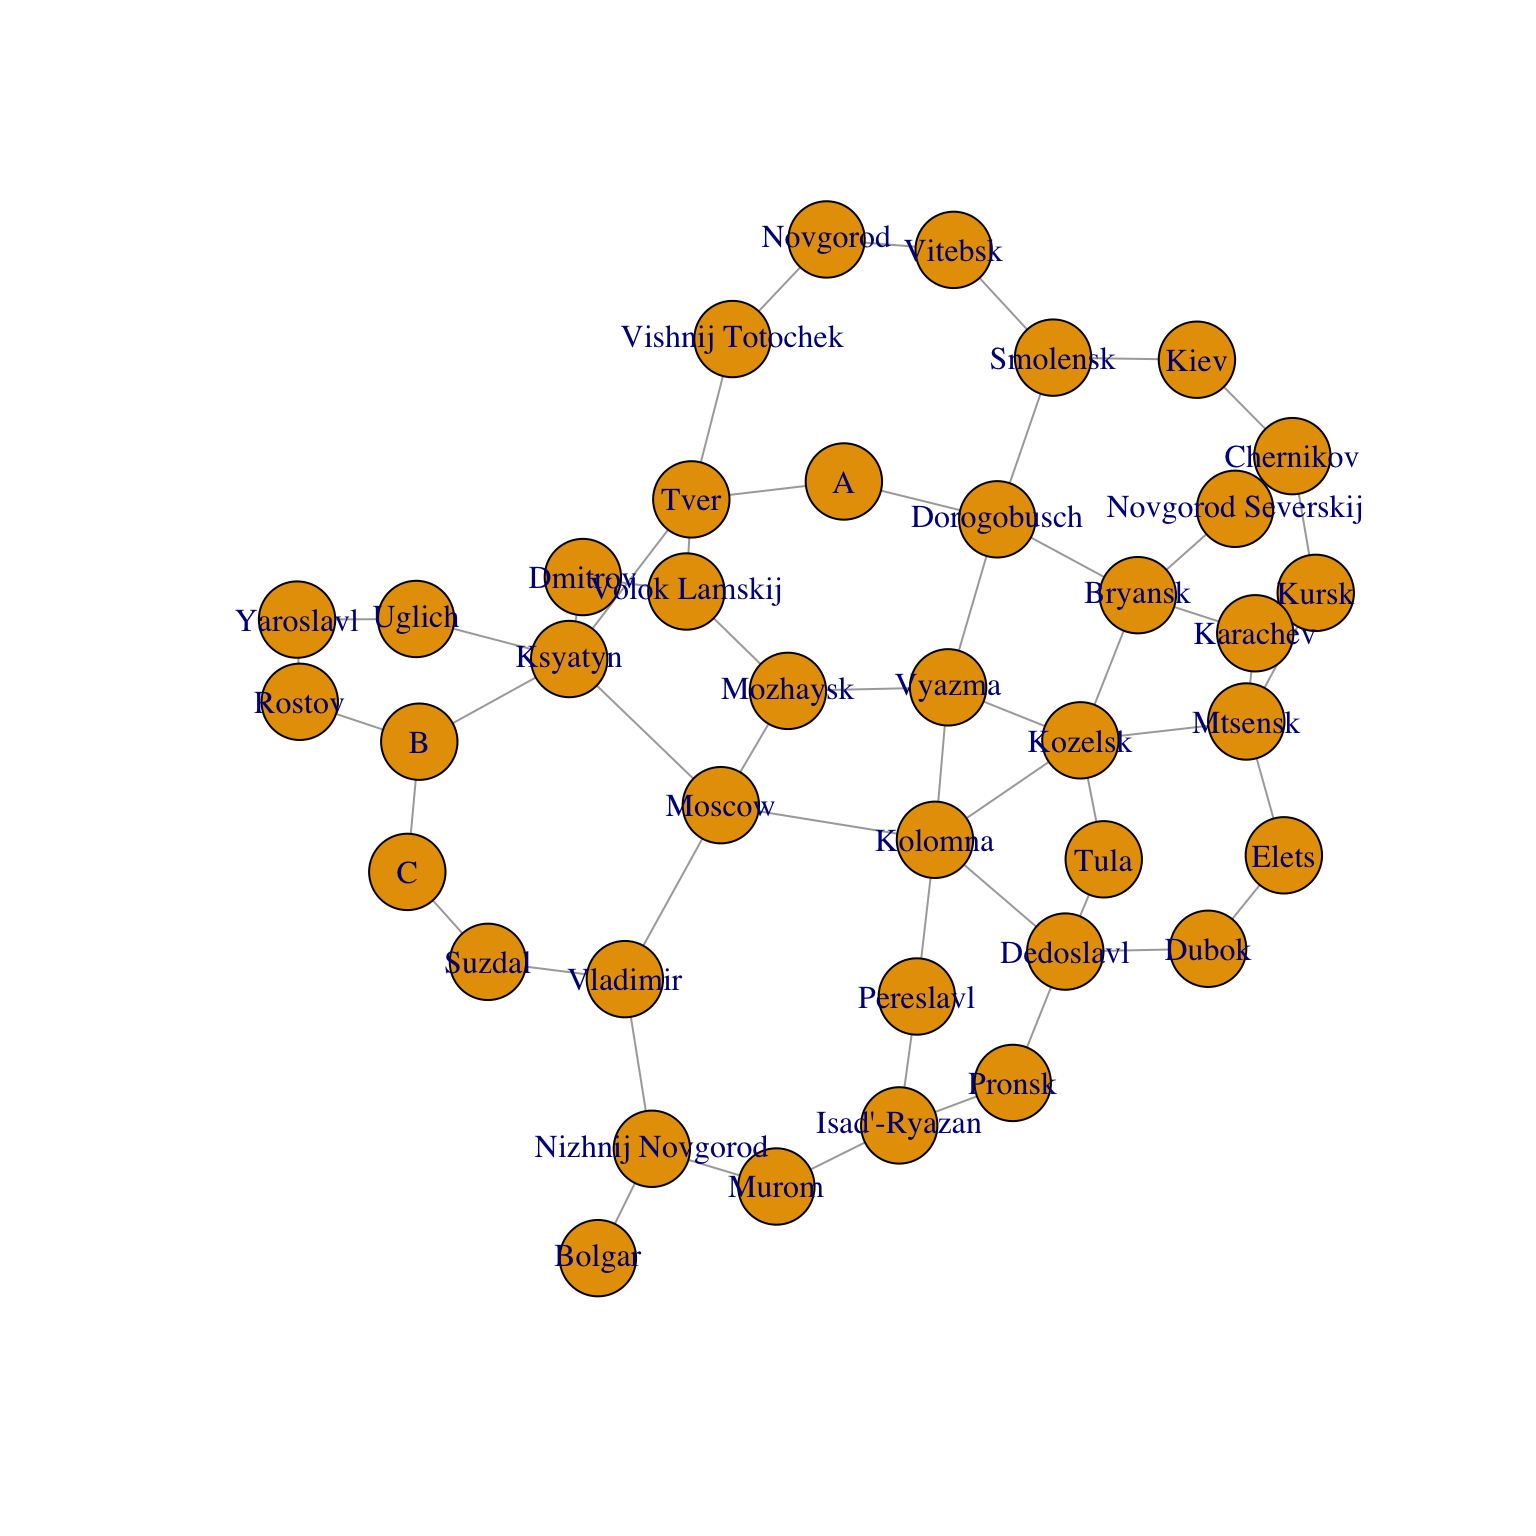 Novgorod
Vitebsk
Vishnij Totochek
Smolensk
Kiev
Chernikov
A
Tver
Novgorod Severskij
Dorogobusch
Dmitrov
Volok Lamskij
Bryansk
Kursk
Yaroslavl
Uglich
Karachev
Ksyatyn
Vyazma
Mozhaysk
Rostov
Mtsensk
B
Kozelsk
Moscow
Kolomna
Elets
Tula
C
Dubok
Dedoslavl
Suzdal
Vladimir
Pereslavl
Pronsk
Isad'-Ryazan
Nizhnij Novgorod
Murom
Bolgar